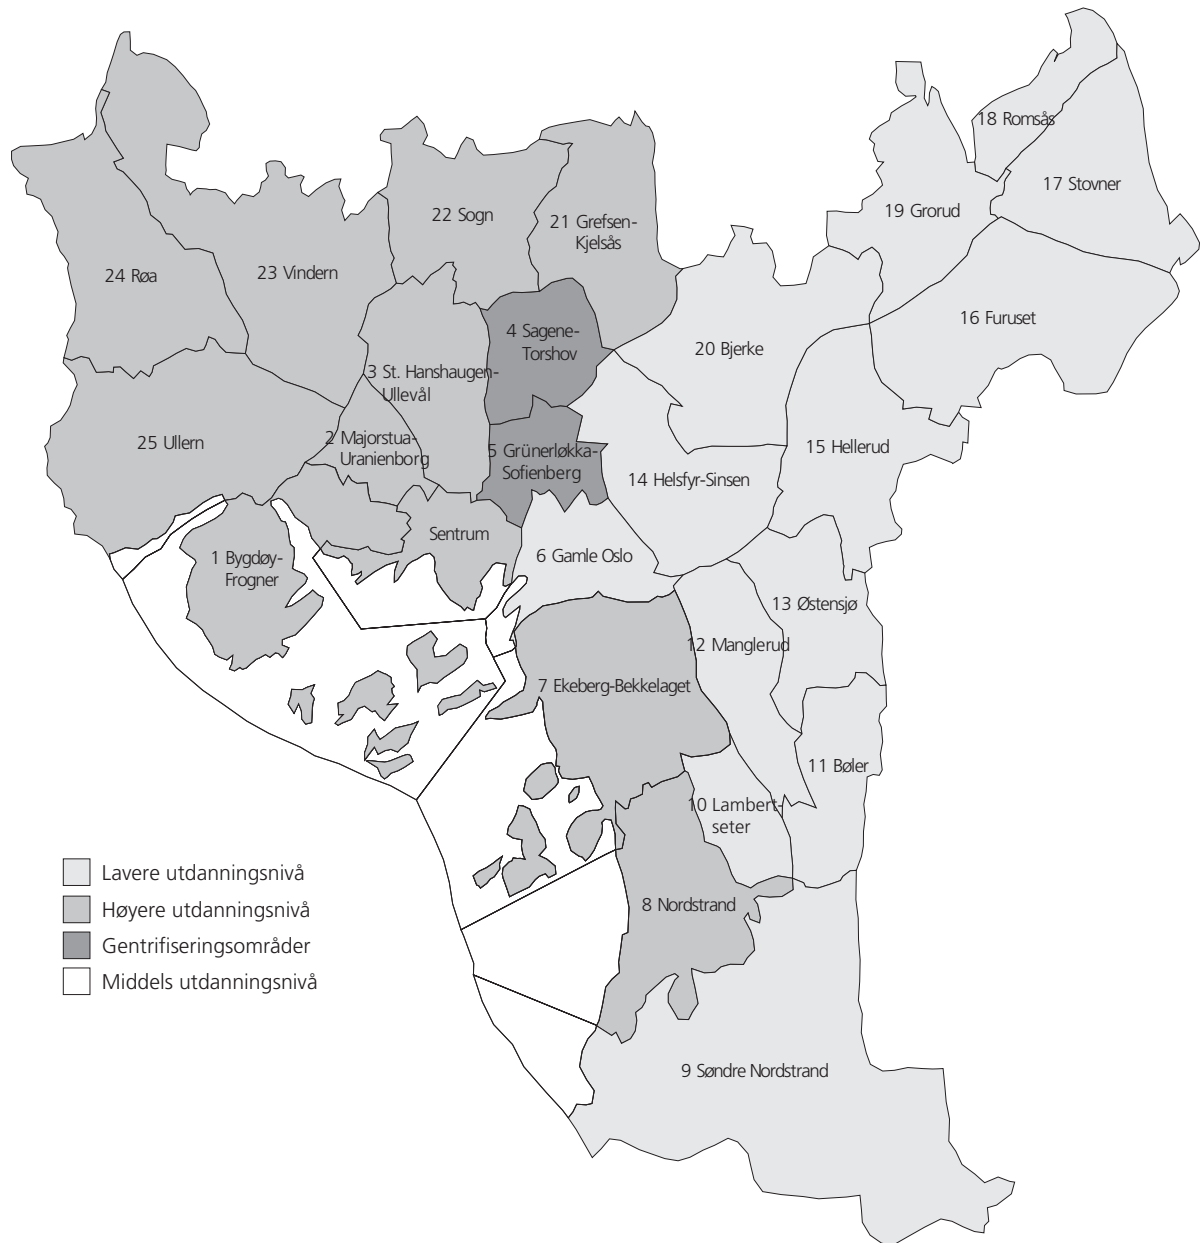 18 Romsås
17 Stovner
19 Grorud
22 Sogn
21 Grefsen-
Kjelsås
24 Røa
23 Vindern
16 Furuset
4 Sagene-
Torshov
20 Bjerke
3 St. Hanshaugen-
Ullevål
25 Ullern
2 Majorstua-
Uranienborg
5 Grünerløkka-
Sofienberg
15 Hellerud
14 Helsfyr-Sinsen
Sentrum
1 Bygdøy-
Frogner
6 Gamle Oslo
13 Østensjø
12 Manglerud
7 Ekeberg-Bekkelaget
11 Bøler
10 Lambert-
seter
8 Nordstrand
9 Søndre Nordstrand
Lavere utdanningsnivå
Høyere utdanningsnivå
Gentrifiseringsområder
Middels utdanningsnivå